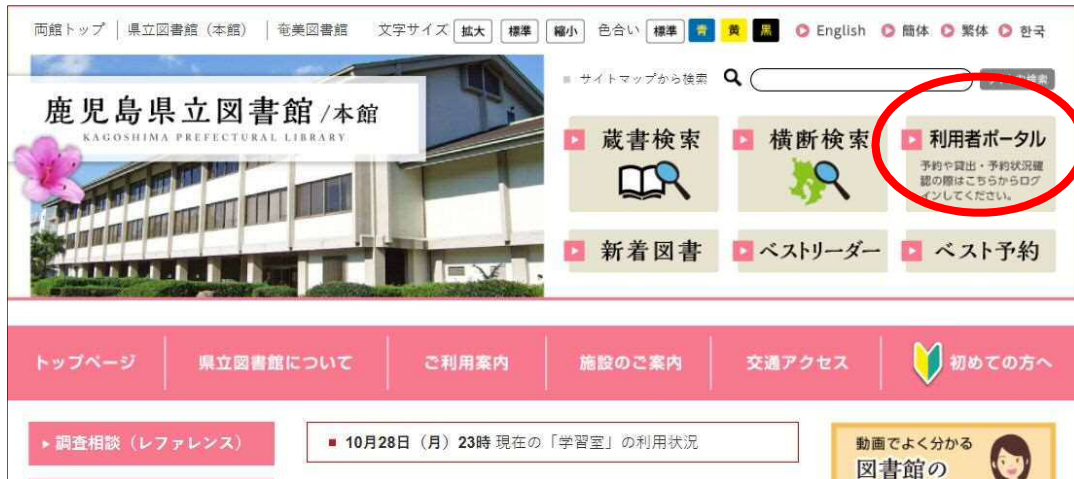 両館トップ
県立図書館（本館）
奄美図書館
文字サイズ 拡大 標準 縮小
色合い 標準 青 黄 黒
English
簡体
繁体
한국
サイトマップから検索
鹿児島県立図書館/本館
KAGOSHIMA PREFECTURAL LIBRARY
蔵書検索
横断検索
利用者ポータル
予約や貸出・予約状況確
認の際はこちらからログ
インしてください。
新着図書
ベストリーダー
ベスト予約
トップページ
県立図書館について
ご利用案内
施設のご案内
交通アクセス
初めての方へ
調査相談（レファレンス）
10月28日（月）23時 現在の「学習室」の利用状況
動画でよく分かる
図書館の